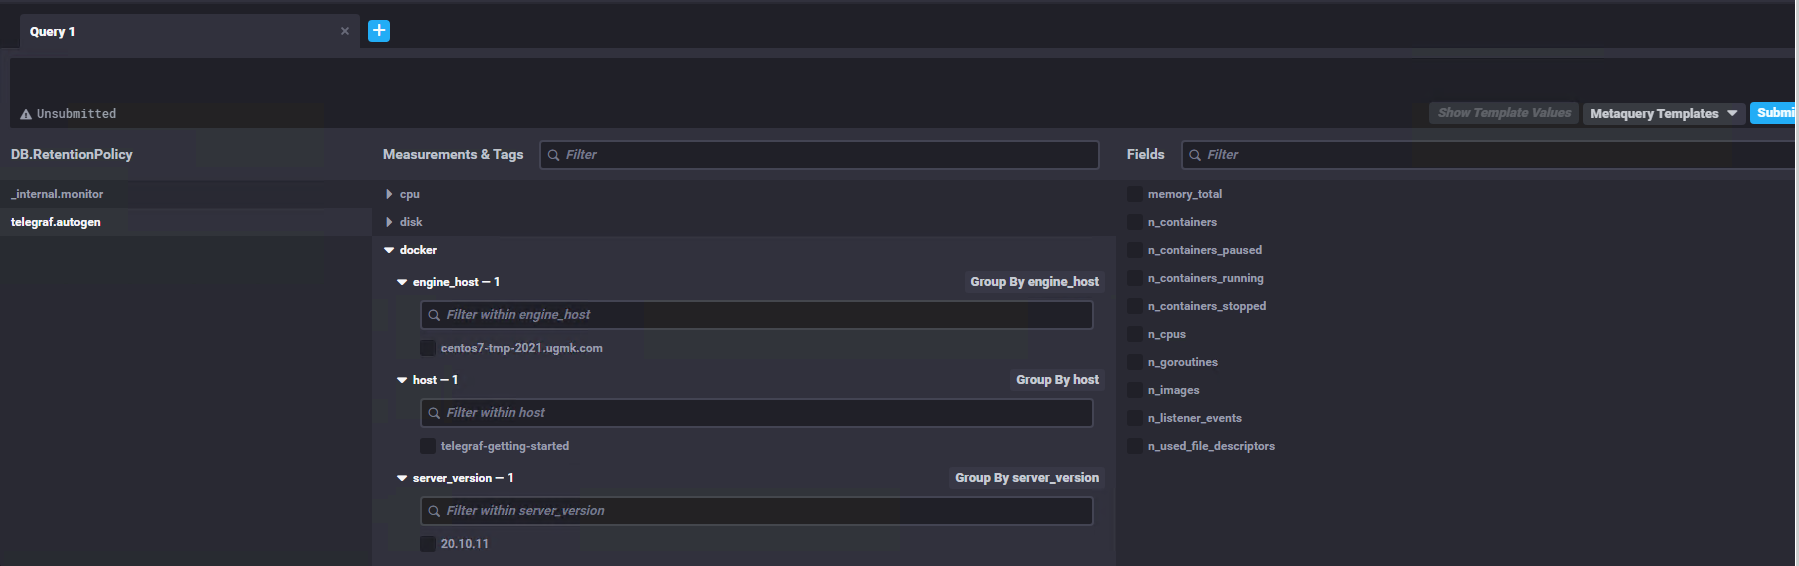 Query 1
Unsubmitted
Show Template Values
Metaquery Templates
Submi
DB.RetentionPolicy
_internal.monitor
telegraf.autogen
Measurements & Tags
Filter
cpu
disk
docker
engine_host — 1
Group By engine_host
Filter within engine_host
centos7-tmp-2021.ugmk.com
host — 1
Group By host
Filter within host
telegraf-getting-started
server_version — 1
Group By server_version
Filter within server_version
20.10.11
Fields
Filter
memory_total
n_containers
n_containers_paused
n_containers_running
n_containers_stopped
n_cpus
n_goroutines
n_images
n_listener_events
n_used_file_descriptors